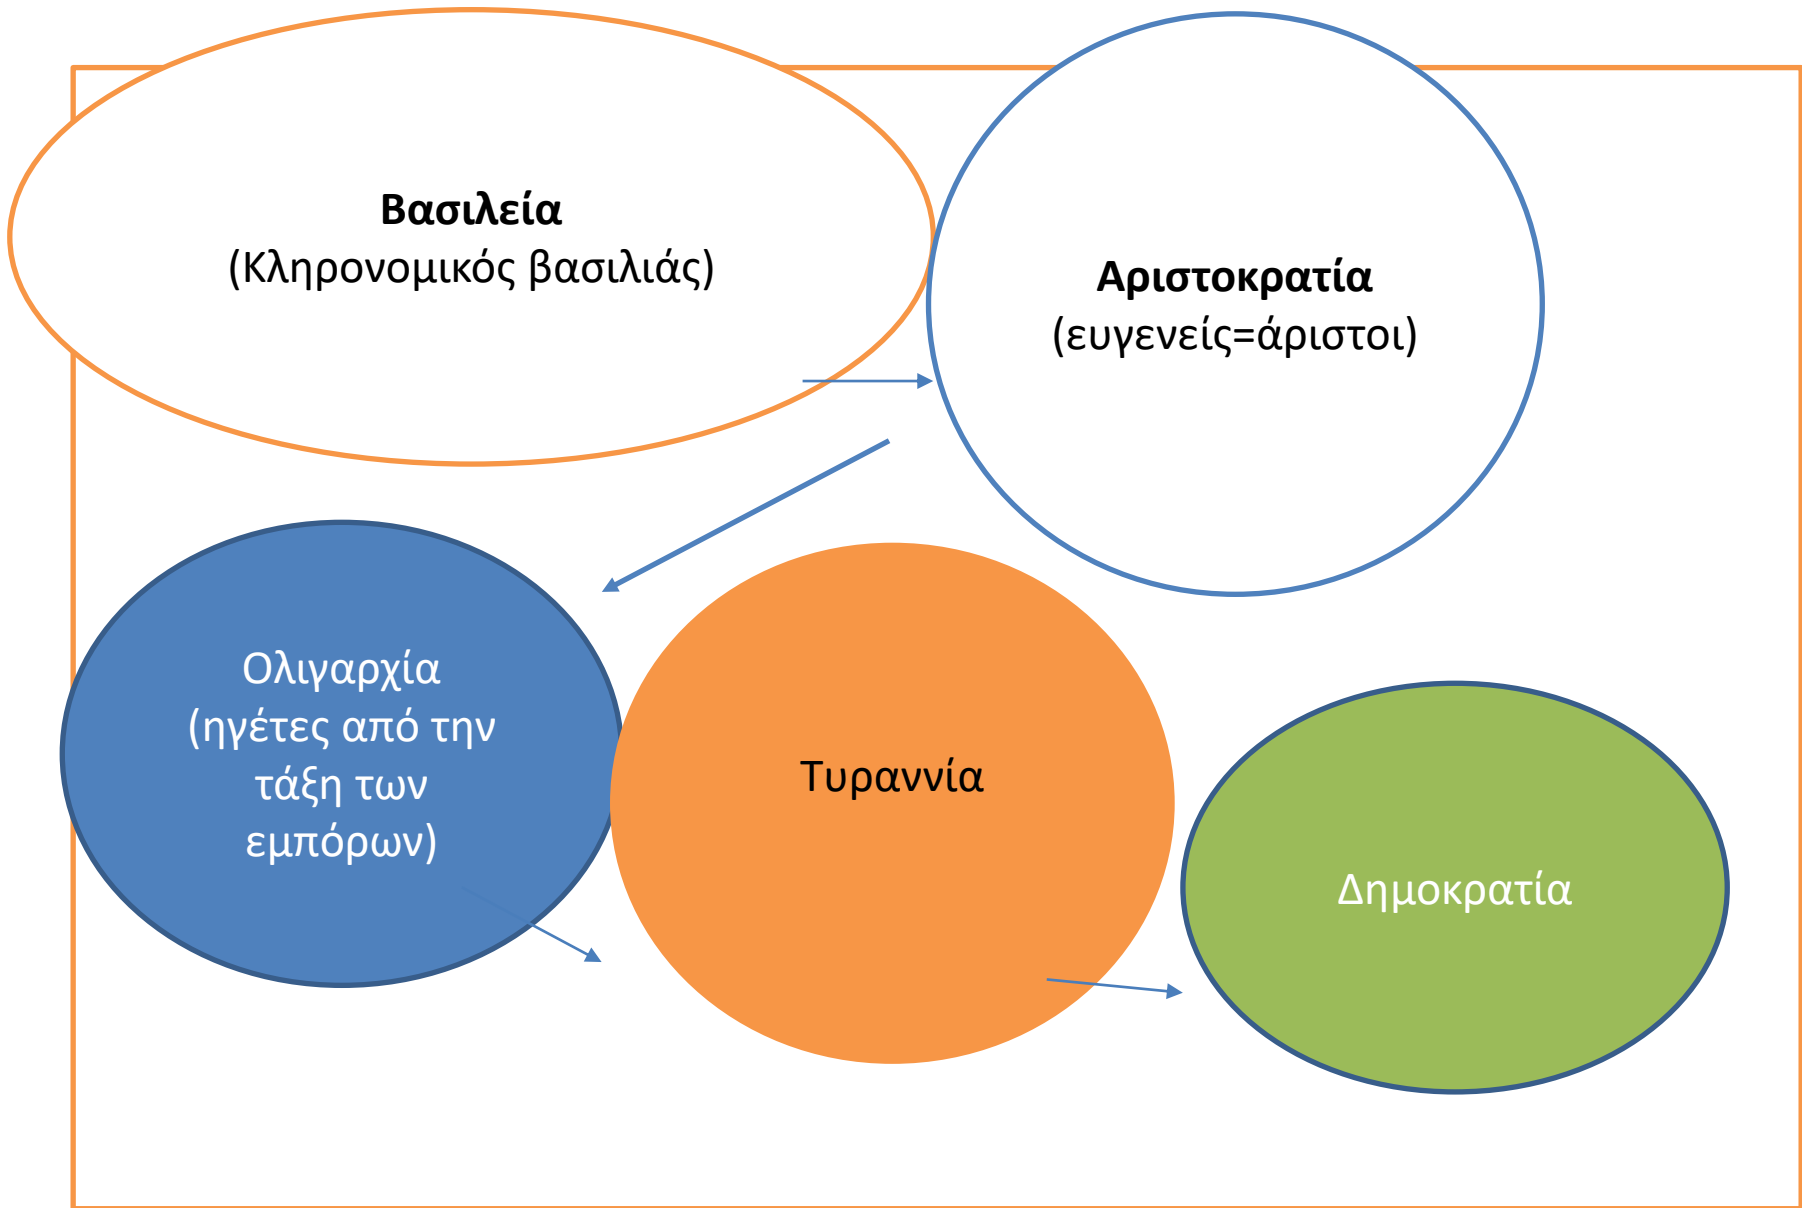 Βασιλεία
(Κληρονομικός βασιλιάς)
Αριστοκρατία
(ευγενείς=άριστοι)
Ολιγαρχία
(ηγέτες από την
τάξη των
εμπόρων)
Τυραννία
Δημοκρατία